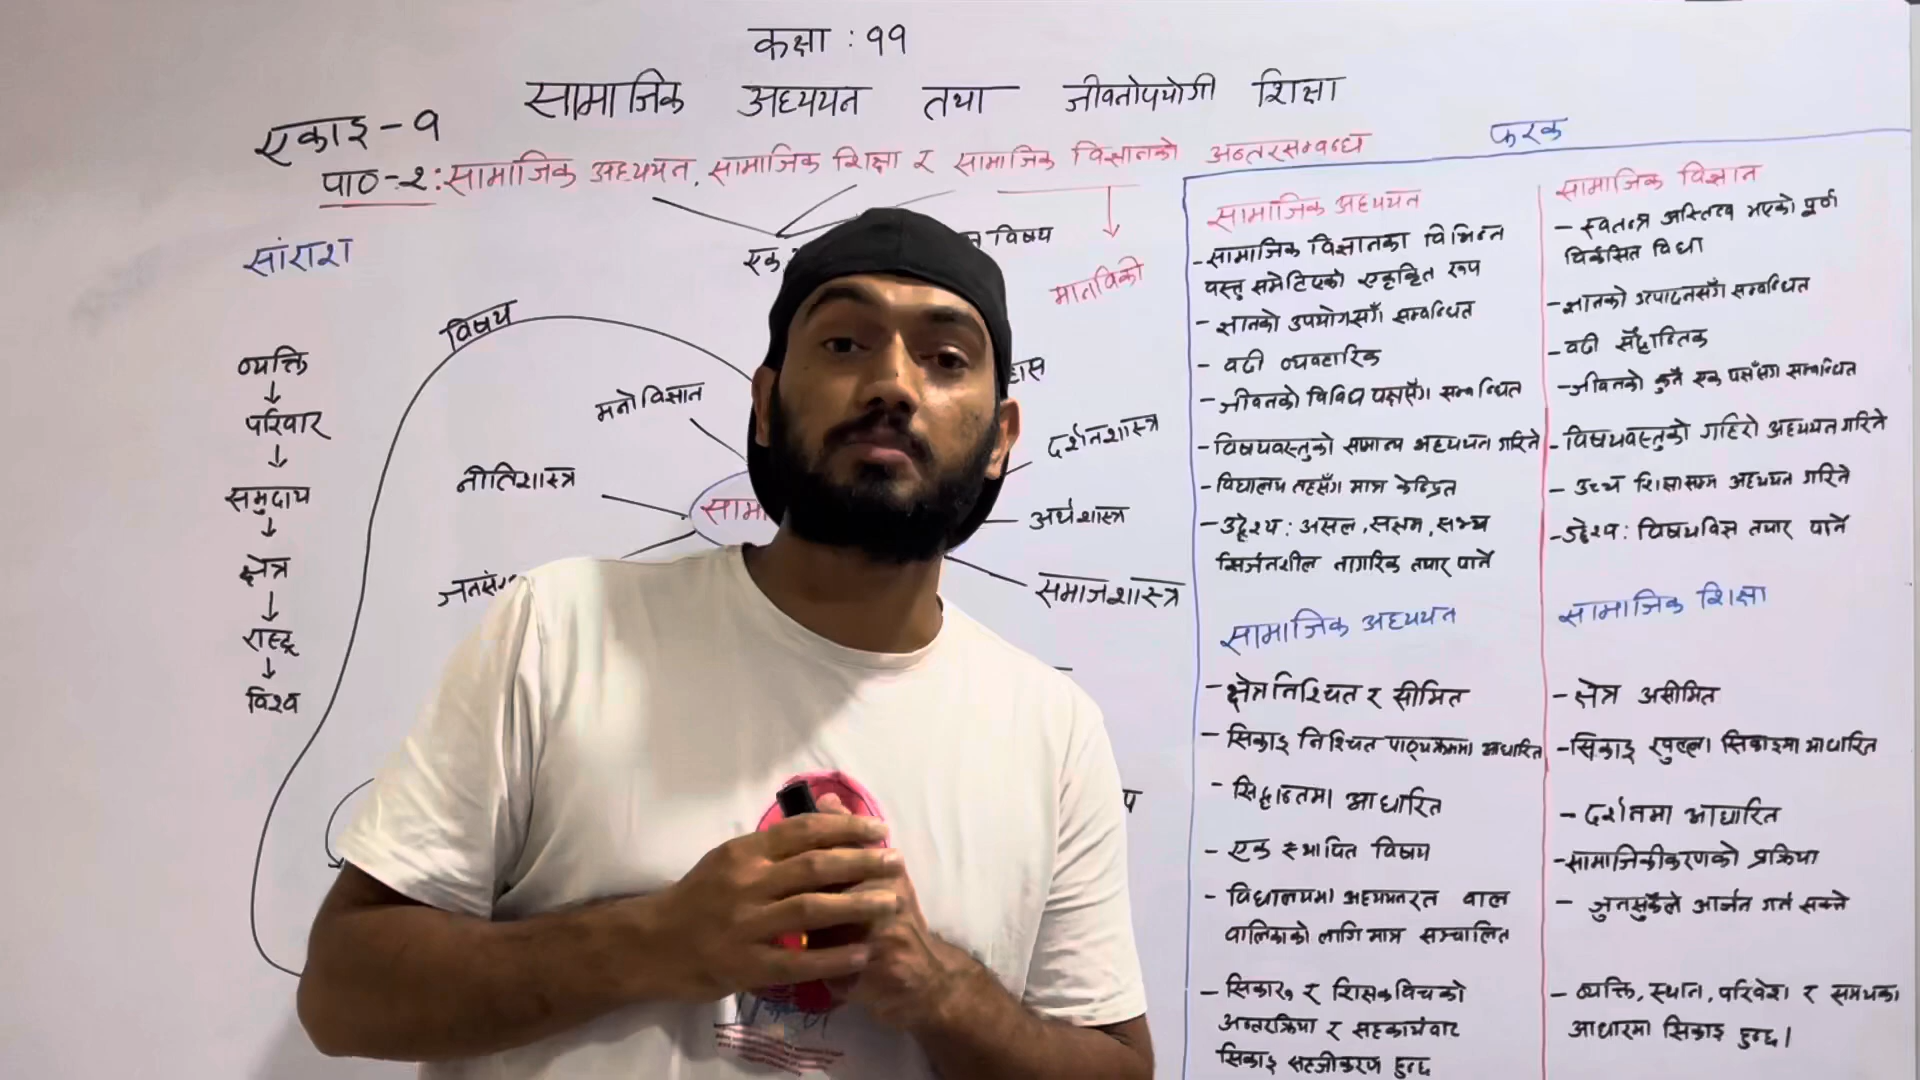 कक्षा : ११
सामाजिक अध्ययन तथा जीवनोपयोगी शिक्षा
एकाइ - १
पाठ-२: सामाजिक अध्ययन, सामाजिक शिक्षा र सामाजिक विज्ञानको अन्तरसम्बन्ध
सांराश
व्यक्ति
↓
परिवार
↓
समुदाय
↓
क्षेत्र
↓
राष्ट्र
↓
विश्व
विषय
विषय
मानविकी
मनोविज्ञान
नीतिशास्त्र
दर्शनशास्त्र
अर्थशास्त्र
समाजशास्त्र
फरक
सामाजिक अध्ययन
- सामाजिक विज्ञानका विभिन्न
वस्तु समेटिएको एकृकित रूप
- ज्ञानको उपयोगसँग सम्बन्धित
- बढी व्यवहारिक
- जीवनको विविध पक्षसँग सम्बन्धित
- विषयवस्तुको सामान्य अध्ययन गरिने
- विद्यालय तहसँग मात्र केन्द्रित
- उद्देश्य : असल, सक्षम, सभ्य
सिर्जनशील नागरिक तयार पार्ने
सामाजिक विज्ञान
- स्वतन्त्र अस्तित्व भएको पूर्ण
विकसित विधा
- ज्ञानको उत्पादनसँग सम्बन्धित
- बढी सैद्धान्तिक
- जीवनको कुनै एक पक्षसँग सम्बन्धित
- विषयवस्तुको गहिरो अध्ययन गरिने
- उच्च शिक्षासम्म अध्ययन गरिने
- उद्देश्य : विषयविज्ञ तयार पार्ने
सामाजिक अध्ययन
- क्षेत्र निश्चित र सीमित
- सिकाइ निश्चित पाठ्यक्रममा आधारित
- सिद्धान्तमा आधारित
- एक स्थापित विषय
- विद्यालयमा अध्ययनरत बाल
बालिकाको लागि मात्र सञ्चालित
- सिकारु र शिक्षकबिचको
अन्तरक्रिया र सहकार्यबाट
सिकाइ सहजीकरण हुन्छ
सामाजिक शिक्षा
- क्षेत्र असीमित
- सिकाइ खुल्ला सिकाइमा आधारित
- दर्शनमा आधारित
- सामाजिकीकरणको प्रक्रिया
- जुनसुकैले आर्जन गर्न सक्ने
- व्यक्ति, स्थान, परिवेश र समयका
आधारमा सिकाइ हुन्छ।